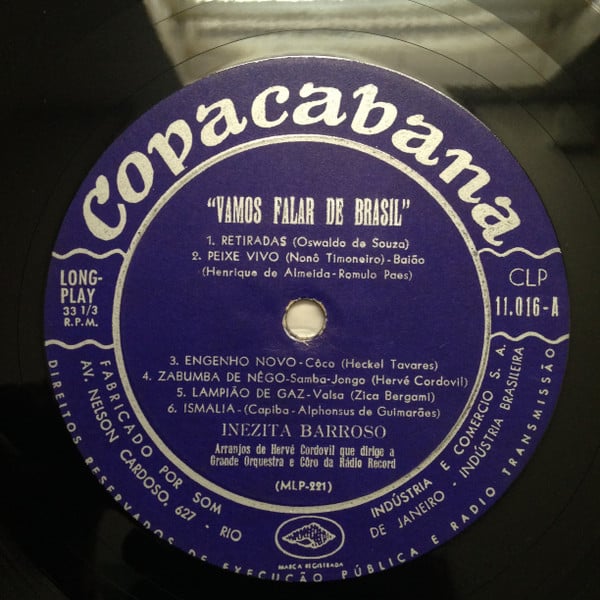 Copacabana
"VAMOS FALAR DE BRASIL"
1. RETIRADAS (Oswaldo de Souza)
2. PEIXE VIVO (Nonô Timoneiro)-Baião
(Henrique de Almeida-Romulo Paes)
LONG-
PLAY
33 1/3
R.P.M.
CLP
11.016-A
3. ENGENHO NOVO-Côco (Heckel Tavares)
4. ZABUMBA DE NÊGO-Samba-Jongo (Hervé Cordovil)
5. LAMPIÃO DE GAZ-Valsa (Zica Bergami)
6. ISMALIA-(Capiba-Alphonsus de Guimarães)
INEZITA BARROSO
Arranjos de Hervé Cordovil que dirige a
Grande Orquestra e Côro da Rádio Record
(MLP-221)
FABRICADO POR SOM INDÚSTRIA E COMERCIO S. A.
AV. NELSON CARDOSO, 627 - RIO DE JANEIRO - INDÚSTRIA BRASILEIRA
DIREITOS RESERVADOS DE EXECUÇÃO PÚBLICA E RADIO TRANSMISSÃO
MARCA REGISTRADA